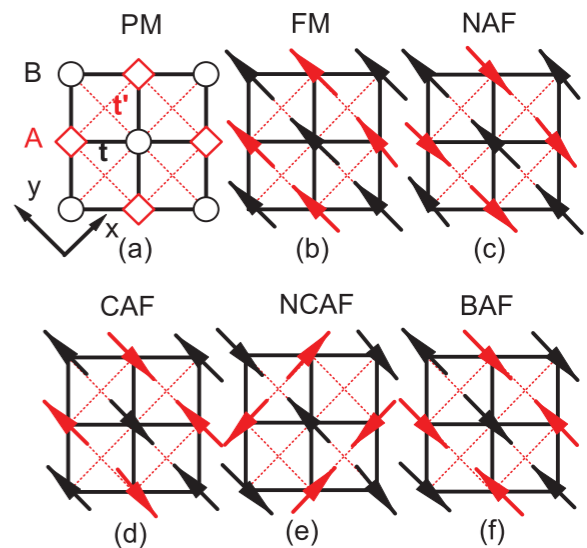 PM FM NAF
B
t'
A
t
y
x
(a) (b) (c)
CAF NCAF BAF
(d) (e) (f)